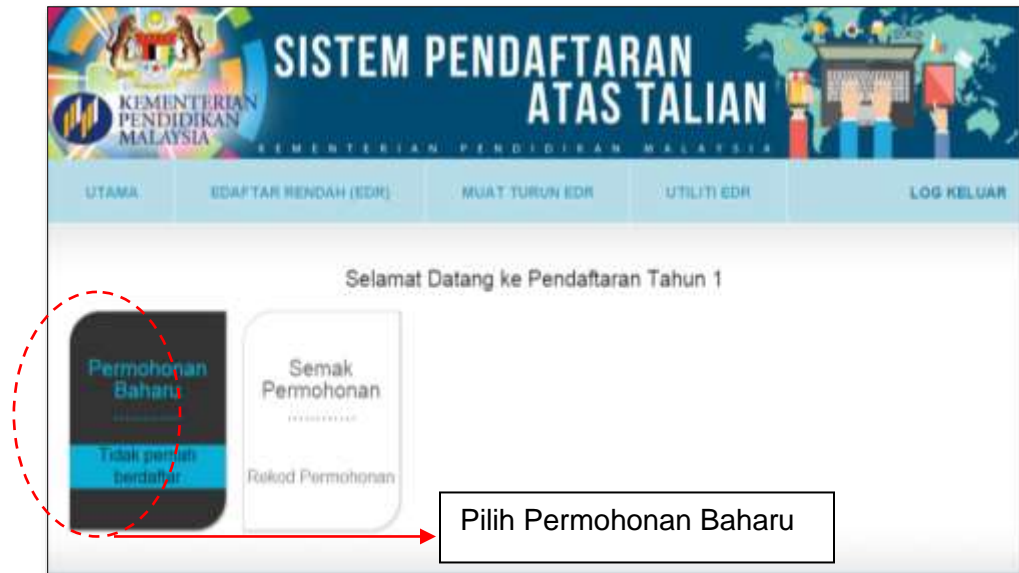 SISTEM PENDAFTARAN
ATAS TALIAN
KEMENTERIAN
PENDIDIKAN
MALAYSIA
KEMENTERIAN PENDIDIKAN MALAYSIA
UTAMA EDAFTAR RENDAH (EDR) MUAT TURUN EDR UTILITI EDR LOG KELUAR
Selamat Datang ke Pendaftaran Tahun 1
Permohonan
Baharu
Tidak pernah
berdaftar
Semak
Permohonan
Rekod Permohonan
Pilih Permohonan Baharu